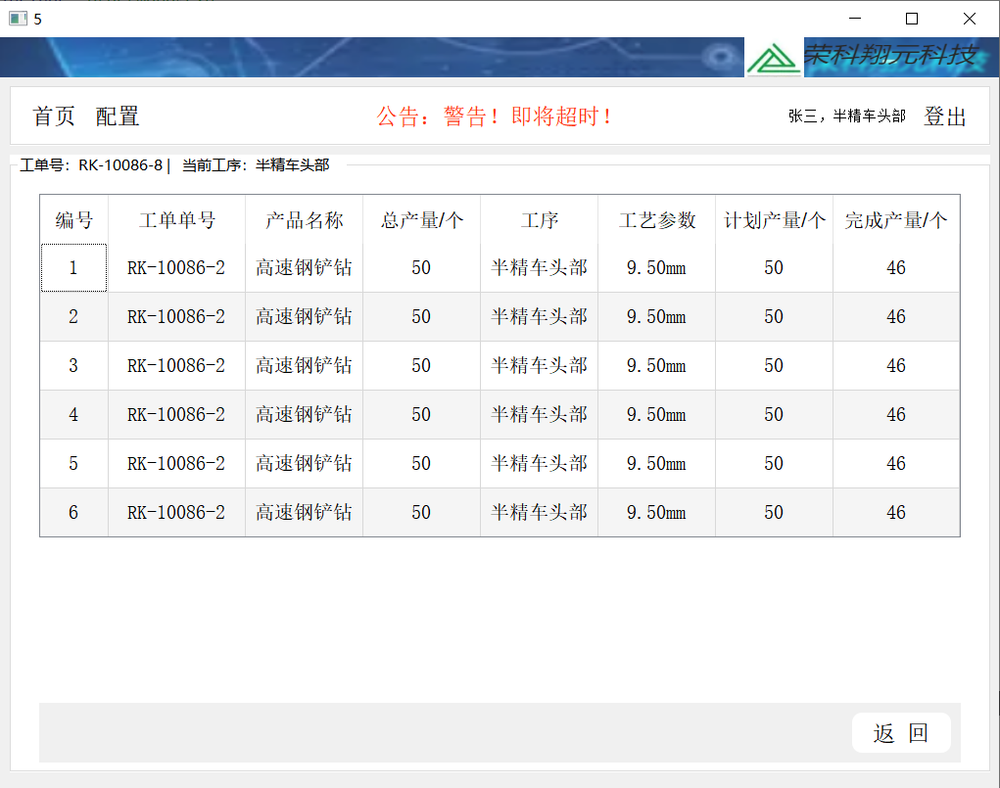 5
荣科翔元科技
首页 配置 公告：警告！即将超时！ 张三，半精车头部 登出
工单号：RK-10086-8 | 当前工序：半精车头部
编号 工单单号 产品名称 总产量/个 工序 工艺参数 计划产量/个 完成产量/个
1 RK-10086-2 高速钢铲钻 50 半精车头部 9.50mm 50 46
2 RK-10086-2 高速钢铲钻 50 半精车头部 9.50mm 50 46
3 RK-10086-2 高速钢铲钻 50 半精车头部 9.50mm 50 46
4 RK-10086-2 高速钢铲钻 50 半精车头部 9.50mm 50 46
5 RK-10086-2 高速钢铲钻 50 半精车头部 9.50mm 50 46
6 RK-10086-2 高速钢铲钻 50 半精车头部 9.50mm 50 46
返 回